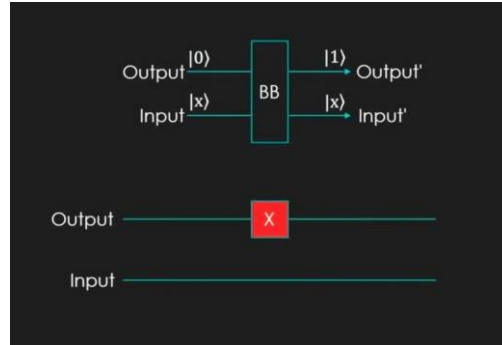 |0⟩ |1⟩
Output Output'
BB
|x⟩ |x⟩
Input Input'
Output X
Input